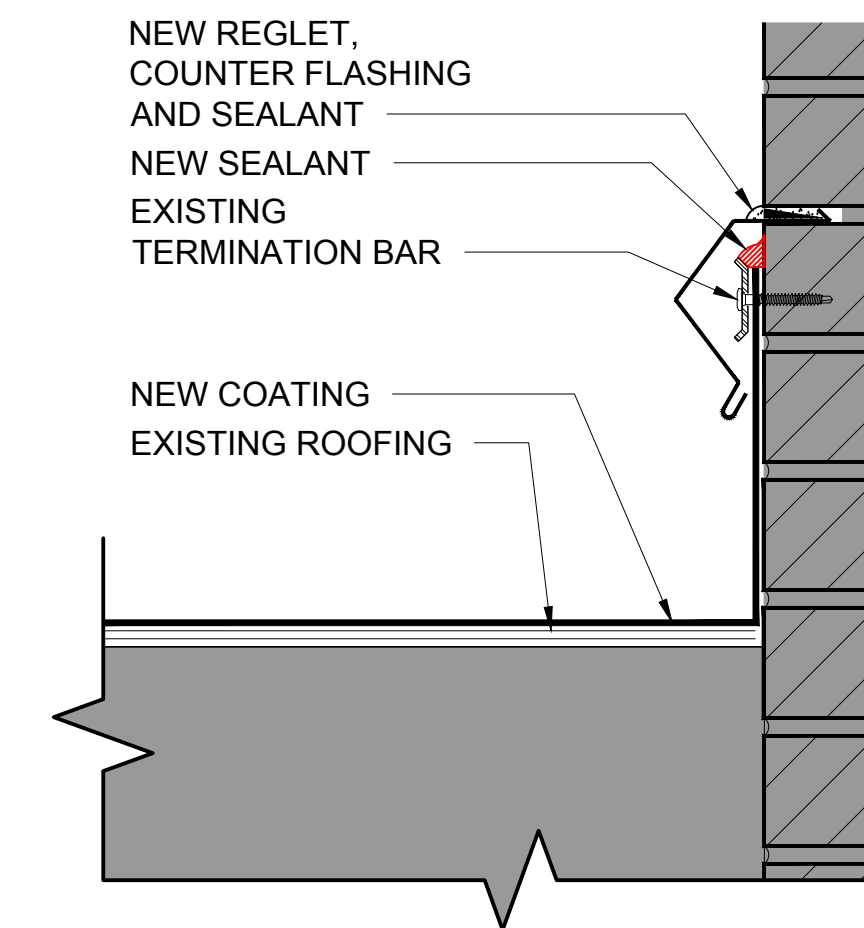 NEW REGLET,
COUNTER FLASHING
AND SEALANT
NEW SEALANT
EXISTING
TERMINATION BAR
NEW COATING
EXISTING ROOFING